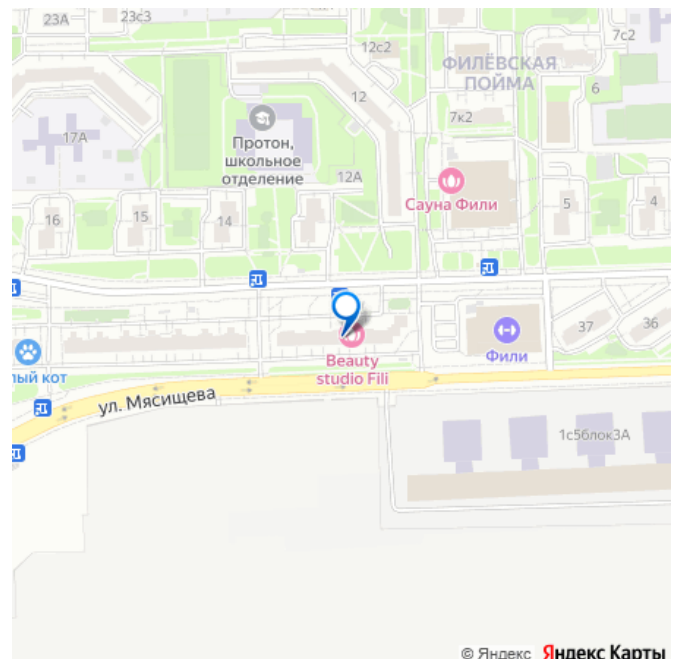 23А
23с3
12с2
7с2
ФИЛЁВСКАЯ
ПОЙМА
6
12
7к2
17А
Протон,
школьное
отделение
12А
Сауна Фили
16
15
14
5
4
37
36
Фили
Beauty
studio Fili
лый кот
ул. Мясищева
1с5блок3А
© Яндекс Яндекс Карты